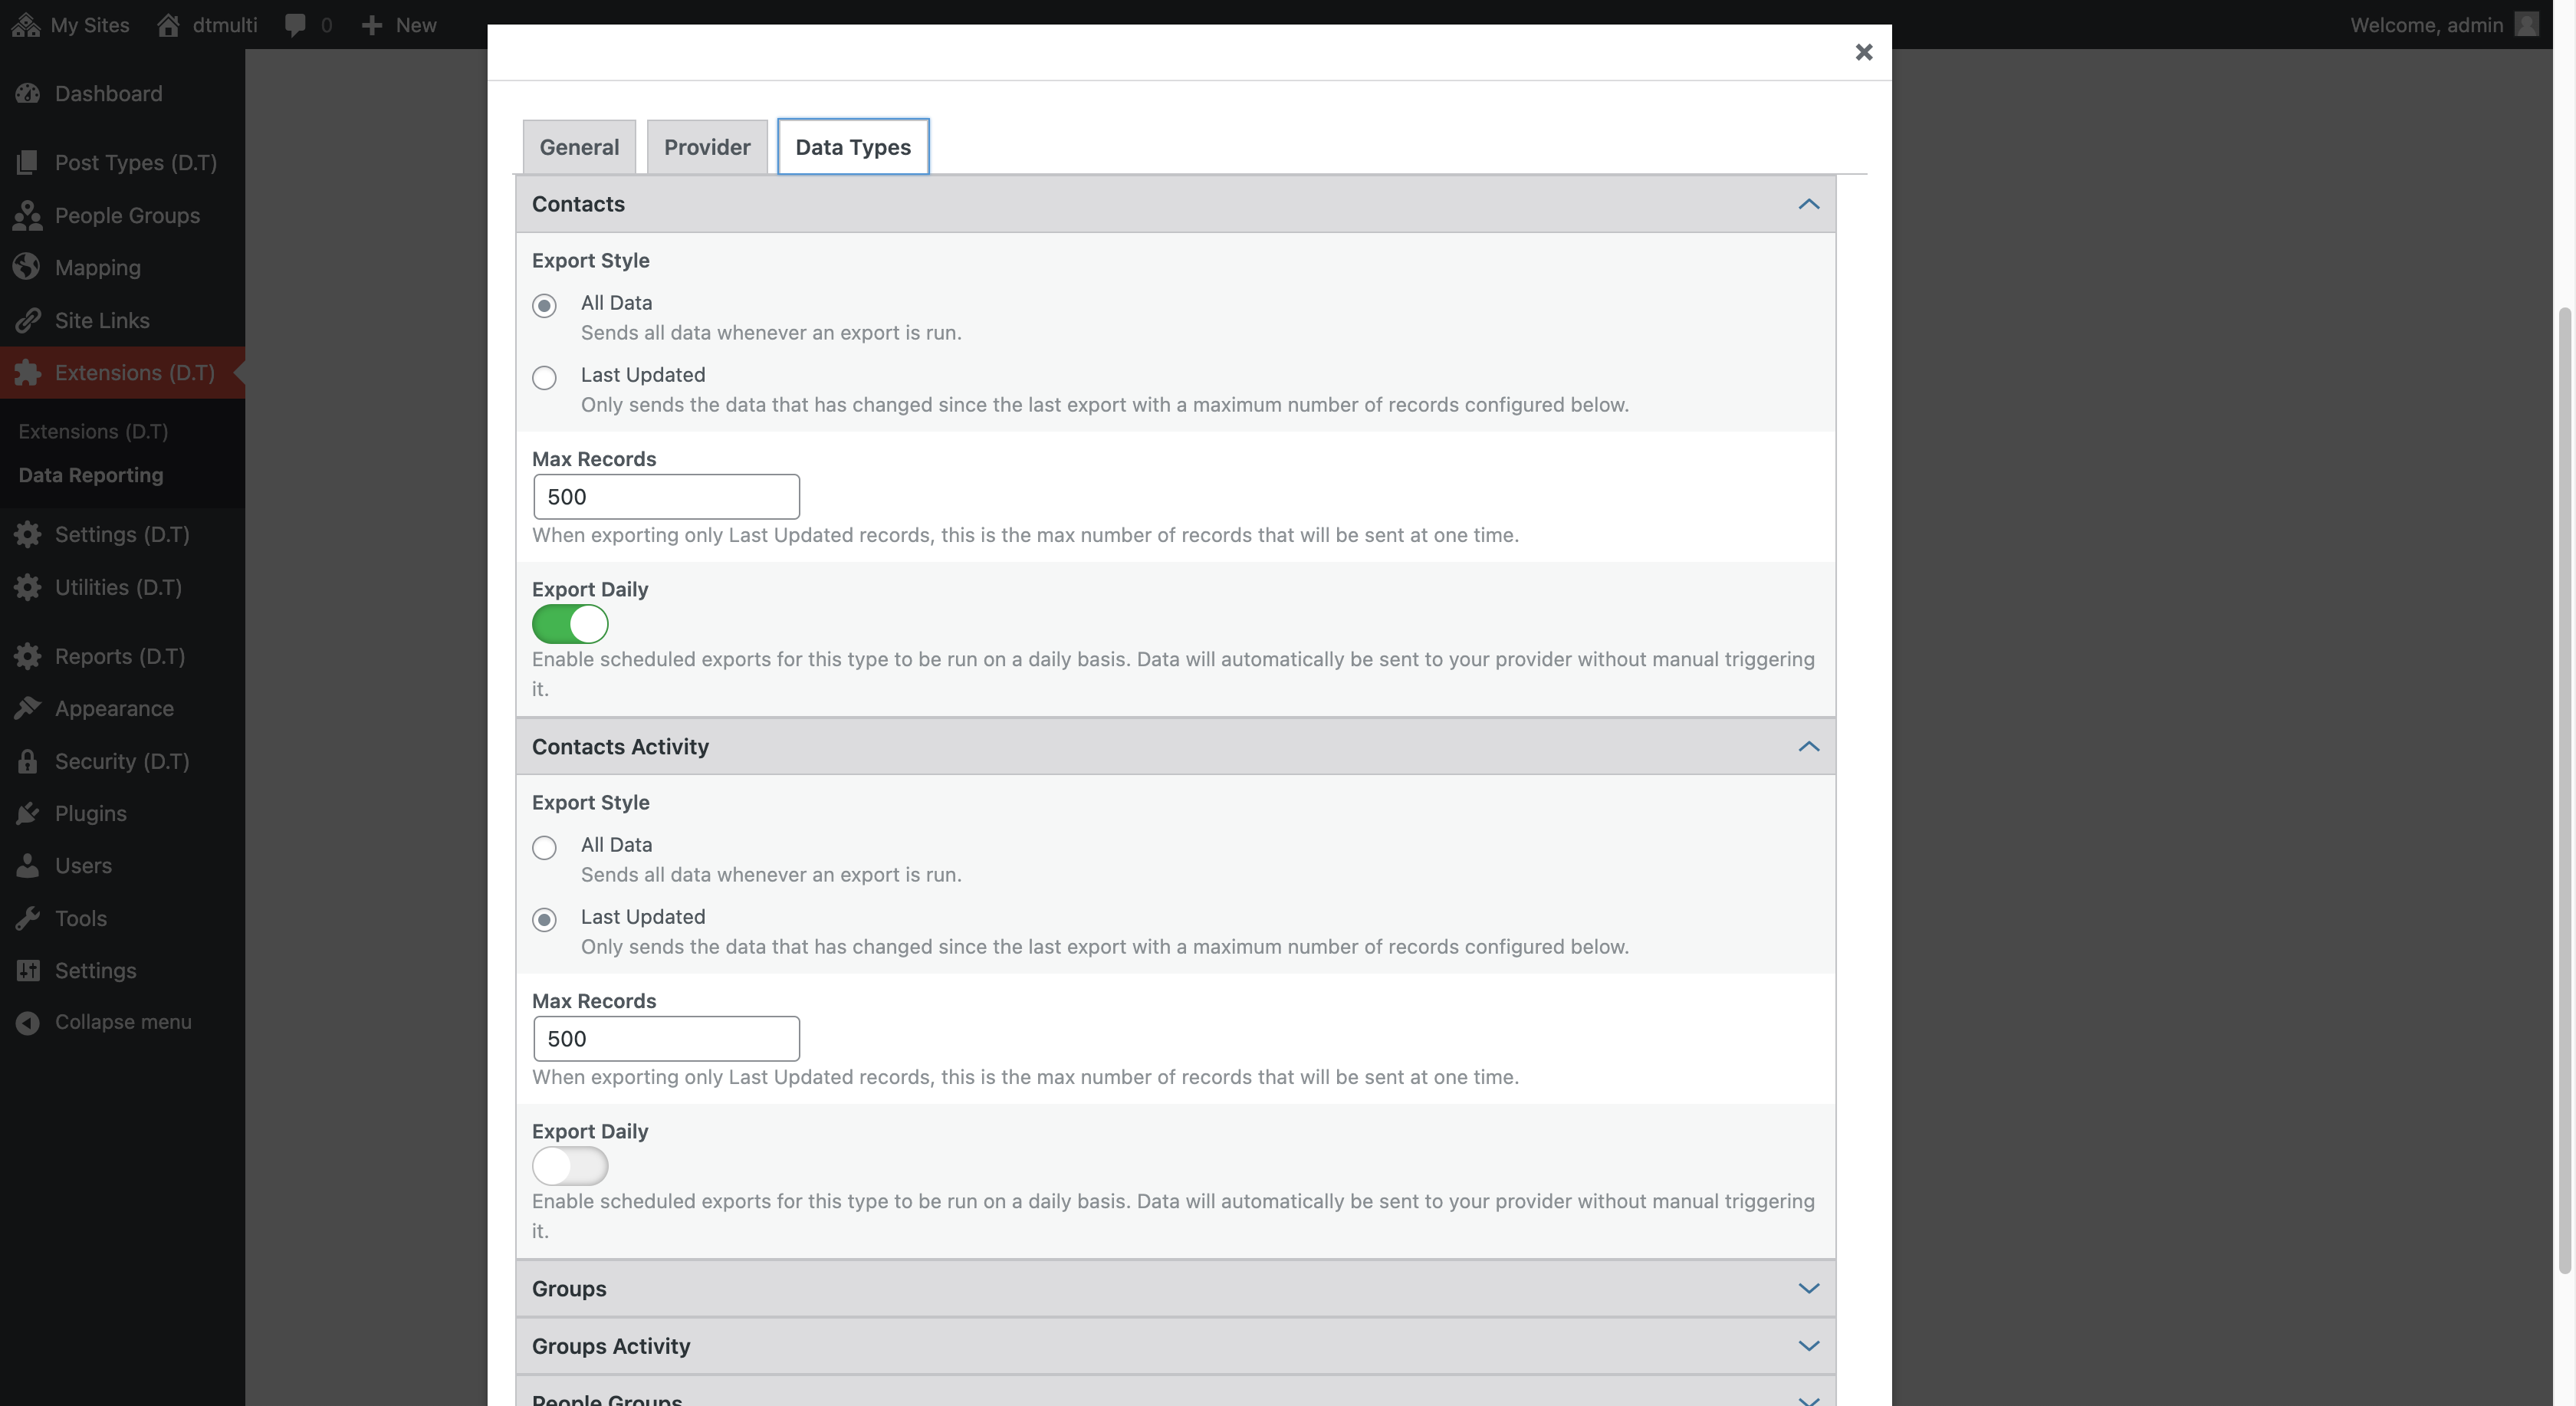 My Sites
dtmulti
0
New
Welcome, admin
Dashboard
Post Types (D.T)
People Groups
Mapping
Site Links
Extensions (D.T)
Extensions (D.T)
Data Reporting
Settings (D.T)
Utilities (D.T)
Reports (D.T)
Appearance
Security (D.T)
Plugins
Users
Tools
Settings
Collapse menu
General
Provider
Data Types
Contacts
Export Style
All Data
Sends all data whenever an export is run.
Last Updated
Only sends the data that has changed since the last export with a maximum number of records configured below.
Max Records
500
When exporting only Last Updated records, this is the max number of records that will be sent at one time.
Export Daily
Enable scheduled exports for this type to be run on a daily basis. Data will automatically be sent to your provider without manual triggering
it.
Contacts Activity
Export Style
All Data
Sends all data whenever an export is run.
Last Updated
Only sends the data that has changed since the last export with a maximum number of records configured below.
Max Records
500
When exporting only Last Updated records, this is the max number of records that will be sent at one time.
Export Daily
Enable scheduled exports for this type to be run on a daily basis. Data will automatically be sent to your provider without manual triggering
it.
Groups
Groups Activity
People Groups